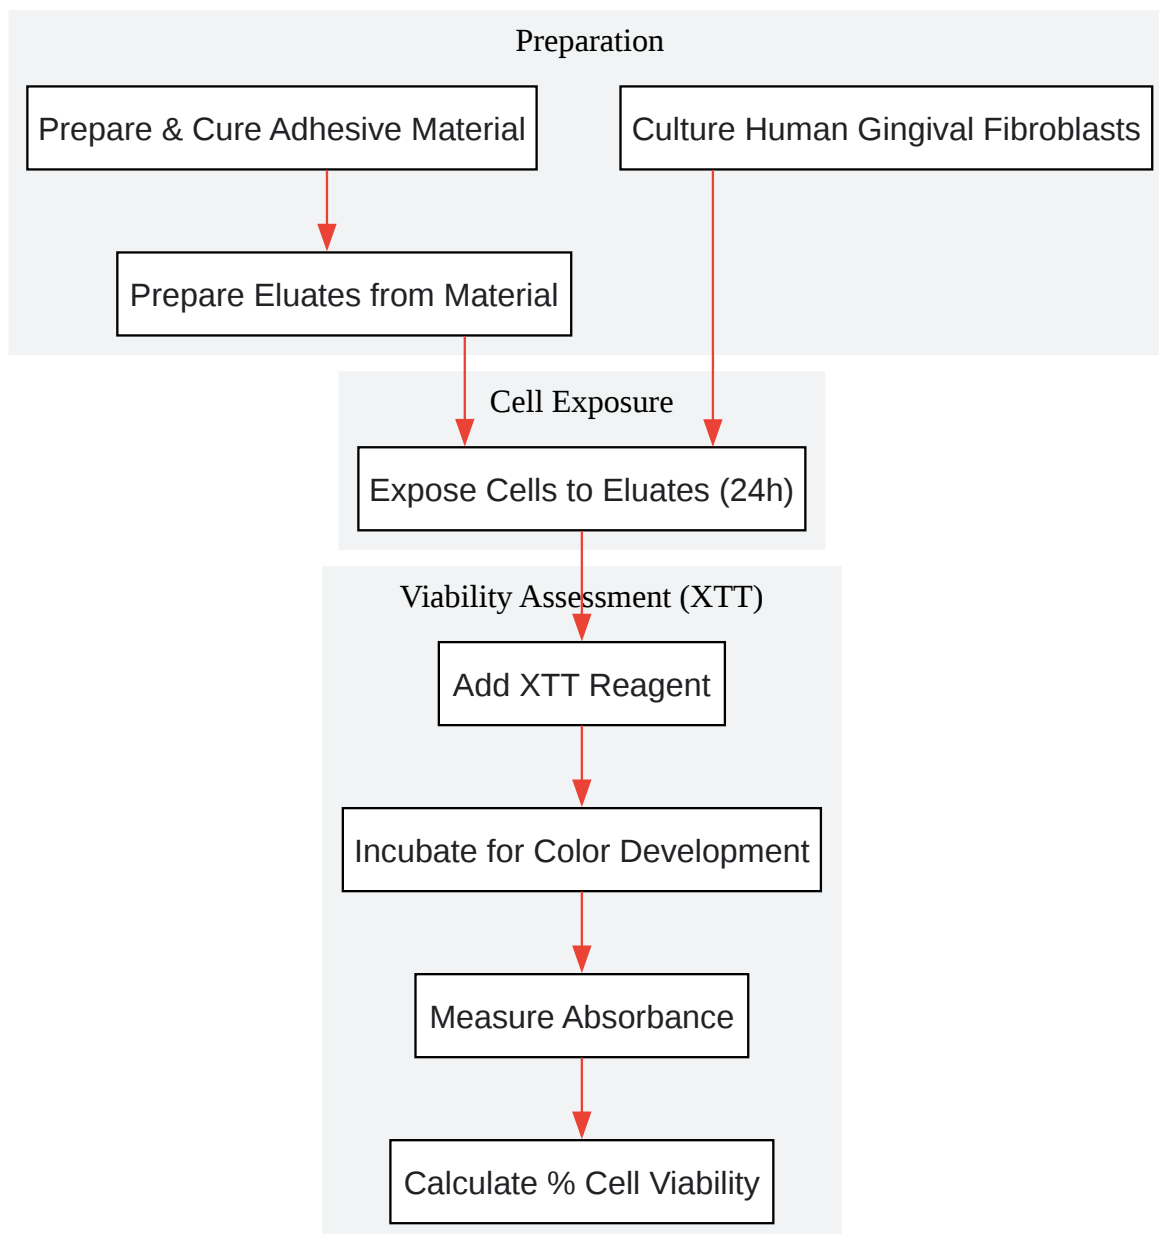 Preparation
Prepare & Cure Adhesive Material
Culture Human Gingival Fibroblasts
Prepare Eluates from Material
Cell Exposure
Expose Cells to Eluates (24h)
Viability Assessment (XTT)
Add XTT Reagent
Incubate for Color Development
Measure Absorbance
Calculate % Cell Viability